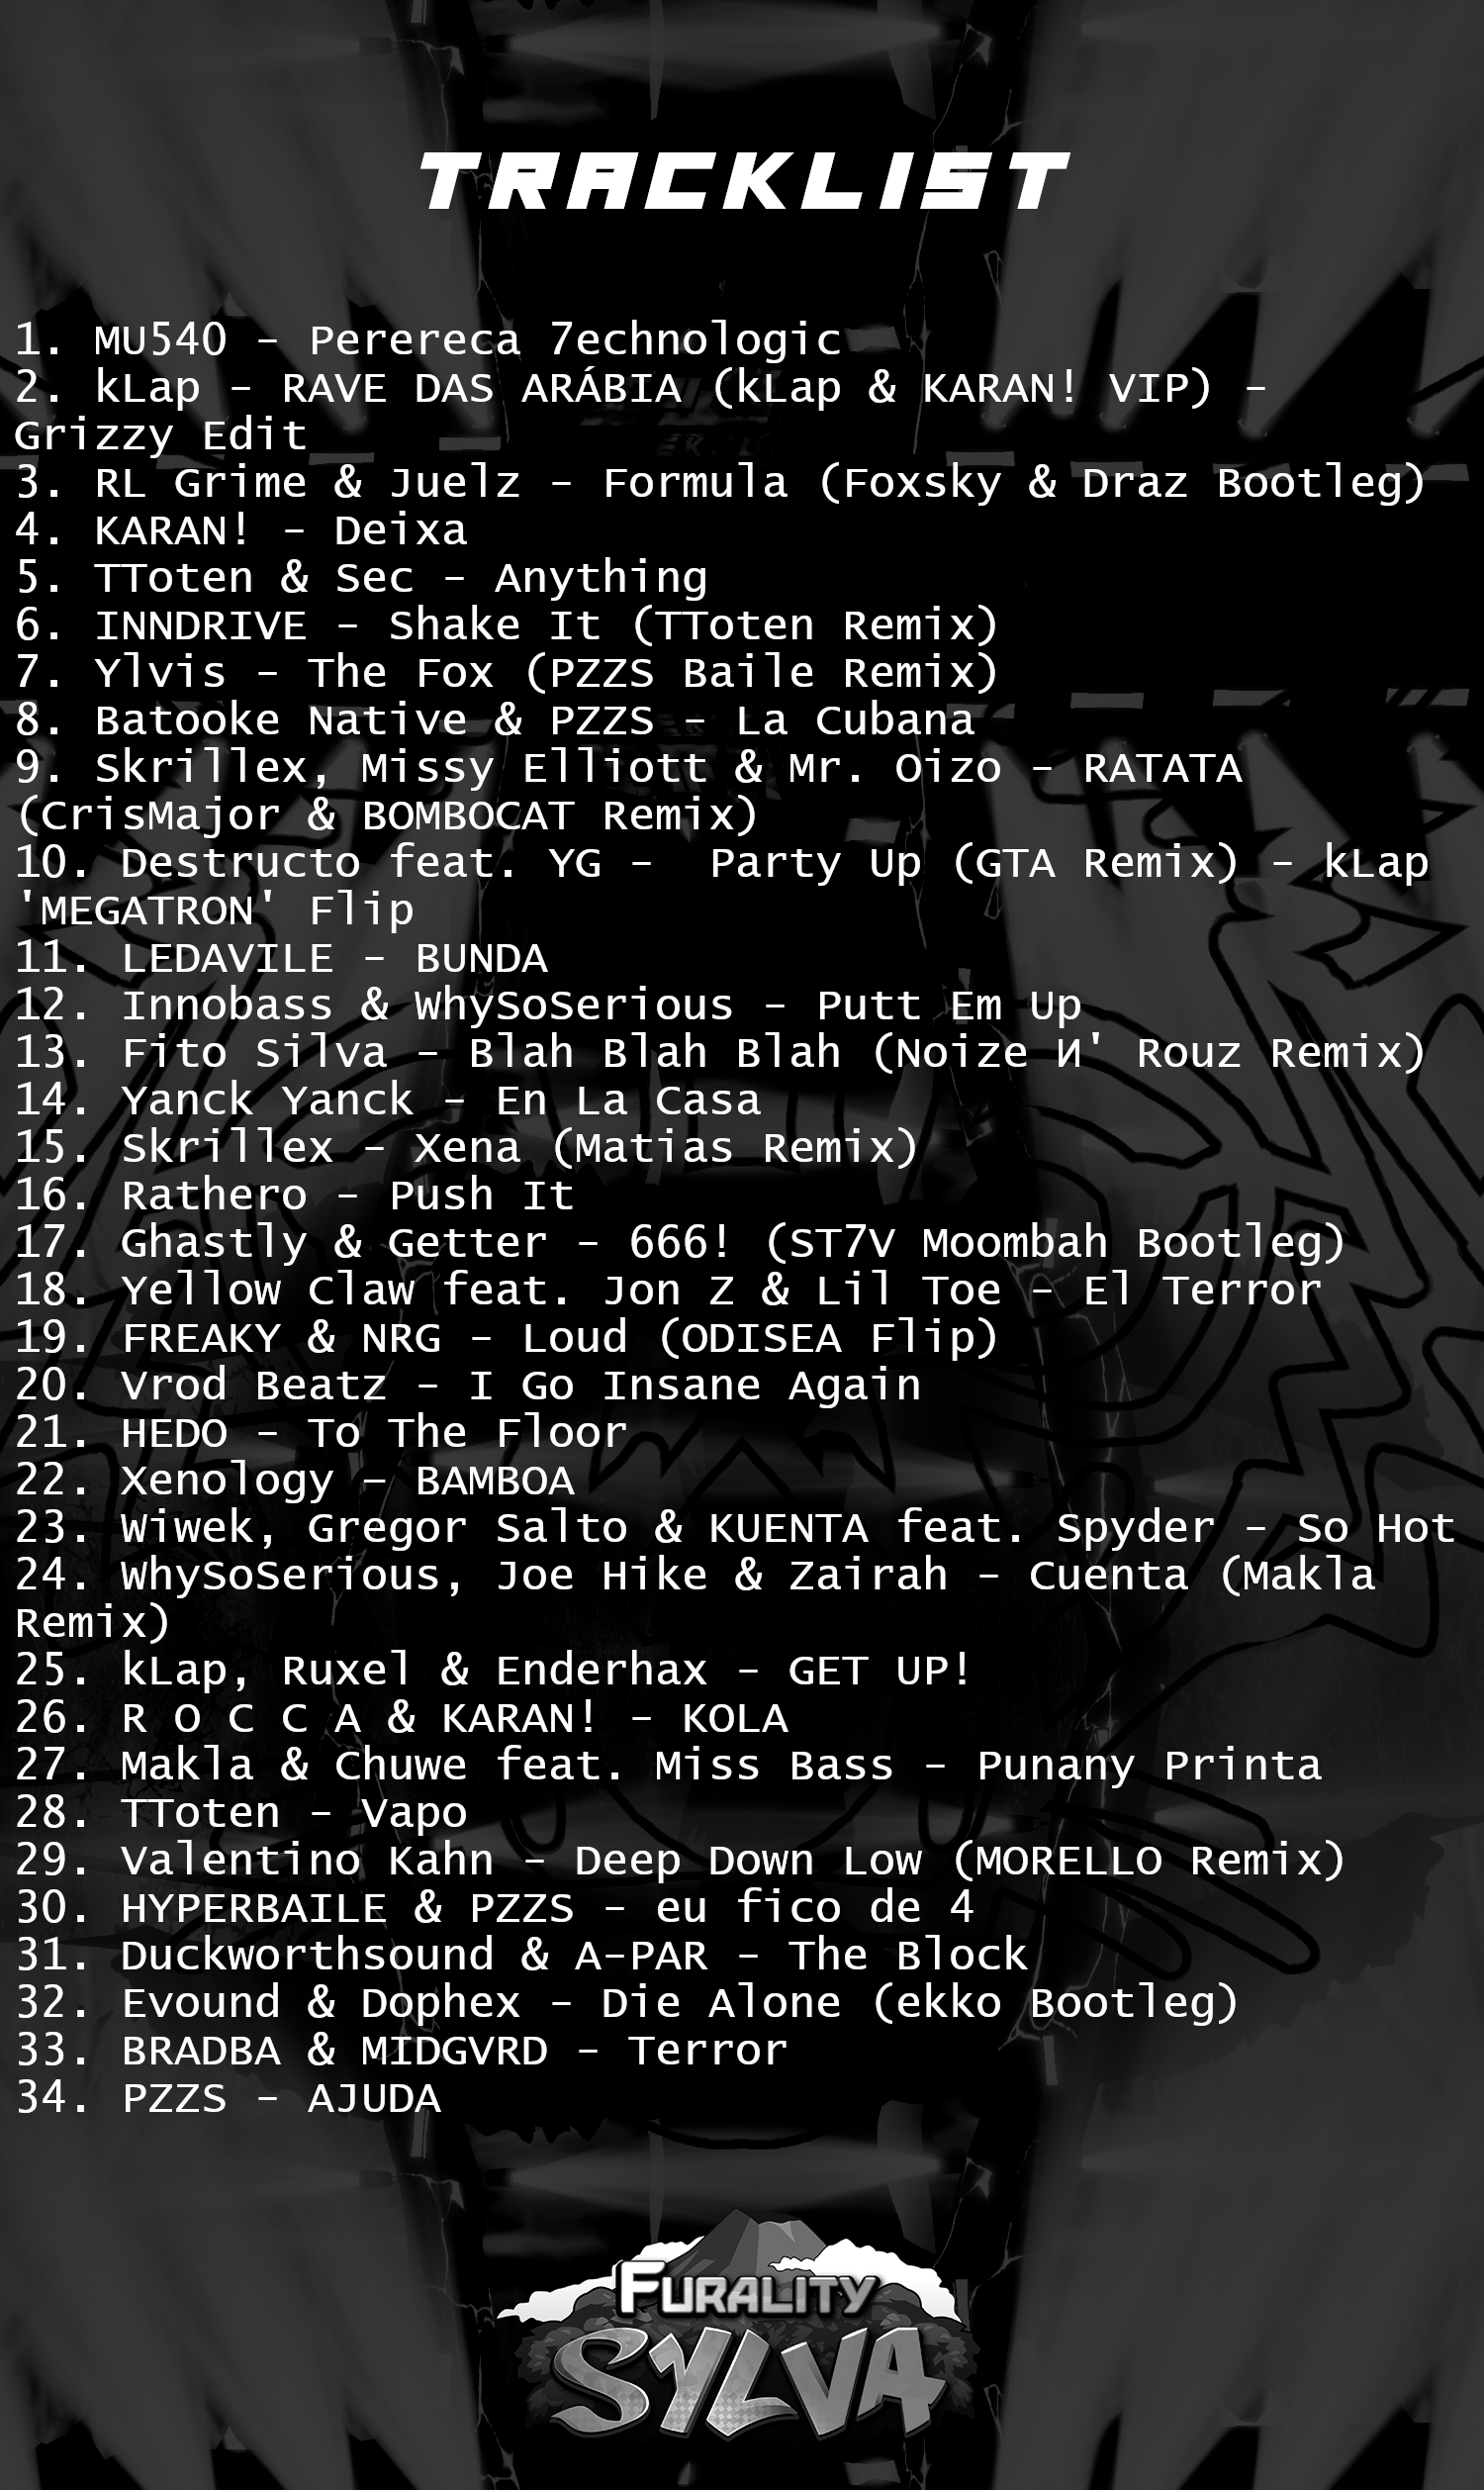 TRACKLIST
1. MU540 – Perereca 7echnologic
2. kLap – RAVE DAS ARÁBIA (kLap & KARAN! VIP) –
Grizzy Edit
3. RL Grime & Juelz – Formula (Foxsky & Draz Bootleg)
4. KARAN! – Deixa
5. TToten & Sec – Anything
6. INNDRIVE – Shake It (TToten Remix)
7. Ylvis – The Fox (PZZS Baile Remix)
8. Batooke Native & PZZS – La Cubana
9. Skrillex, Missy Elliott & Mr. Oizo – RATATA
(CrisMajor & BOMBOCAT Remix)
10. Destructo feat. YG –  Party Up (GTA Remix) – kLap
'MEGATRON' Flip
11. LEDAVILE – BUNDA
12. Innobass & WhySoSerious – Putt Em Up
13. Fito Silva – Blah Blah Blah (Noize И' Rouz Remix)
14. Yanck Yanck – En La Casa
15. Skrillex – Xena (Matias Remix)
16. Rathero – Push It
17. Ghastly & Getter – 666! (ST7V Moombah Bootleg)
18. Yellow Claw feat. Jon Z & Lil Toe – El Terror
19. FREAKY & NRG – Loud (ODISEA Flip)
20. Vrod Beatz – I Go Insane Again
21. HEDO – To The Floor
22. Xenology – BAMBOA
23. Wiwek, Gregor Salto & KUENTA feat. Spyder – So Hot
24. WhySoSerious, Joe Hike & Zairah – Cuenta (Makla
Remix)
25. kLap, Ruxel & Enderhax – GET UP!
26. R O C C A & KARAN! – KOLA
27. Makla & Chuwe feat. Miss Bass – Punany Printa
28. TToten – Vapo
29. Valentino Kahn – Deep Down Low (MORELLO Remix)
30. HYPERBAILE & PZZS – eu fico de 4
31. Duckworthsound & A-PAR – The Block
32. Evound & Dophex – Die Alone (ekko Bootleg)
33. BRADBA & MIDGVRD – Terror
34. PZZS – AJUDA
FURALITY
SYLVA